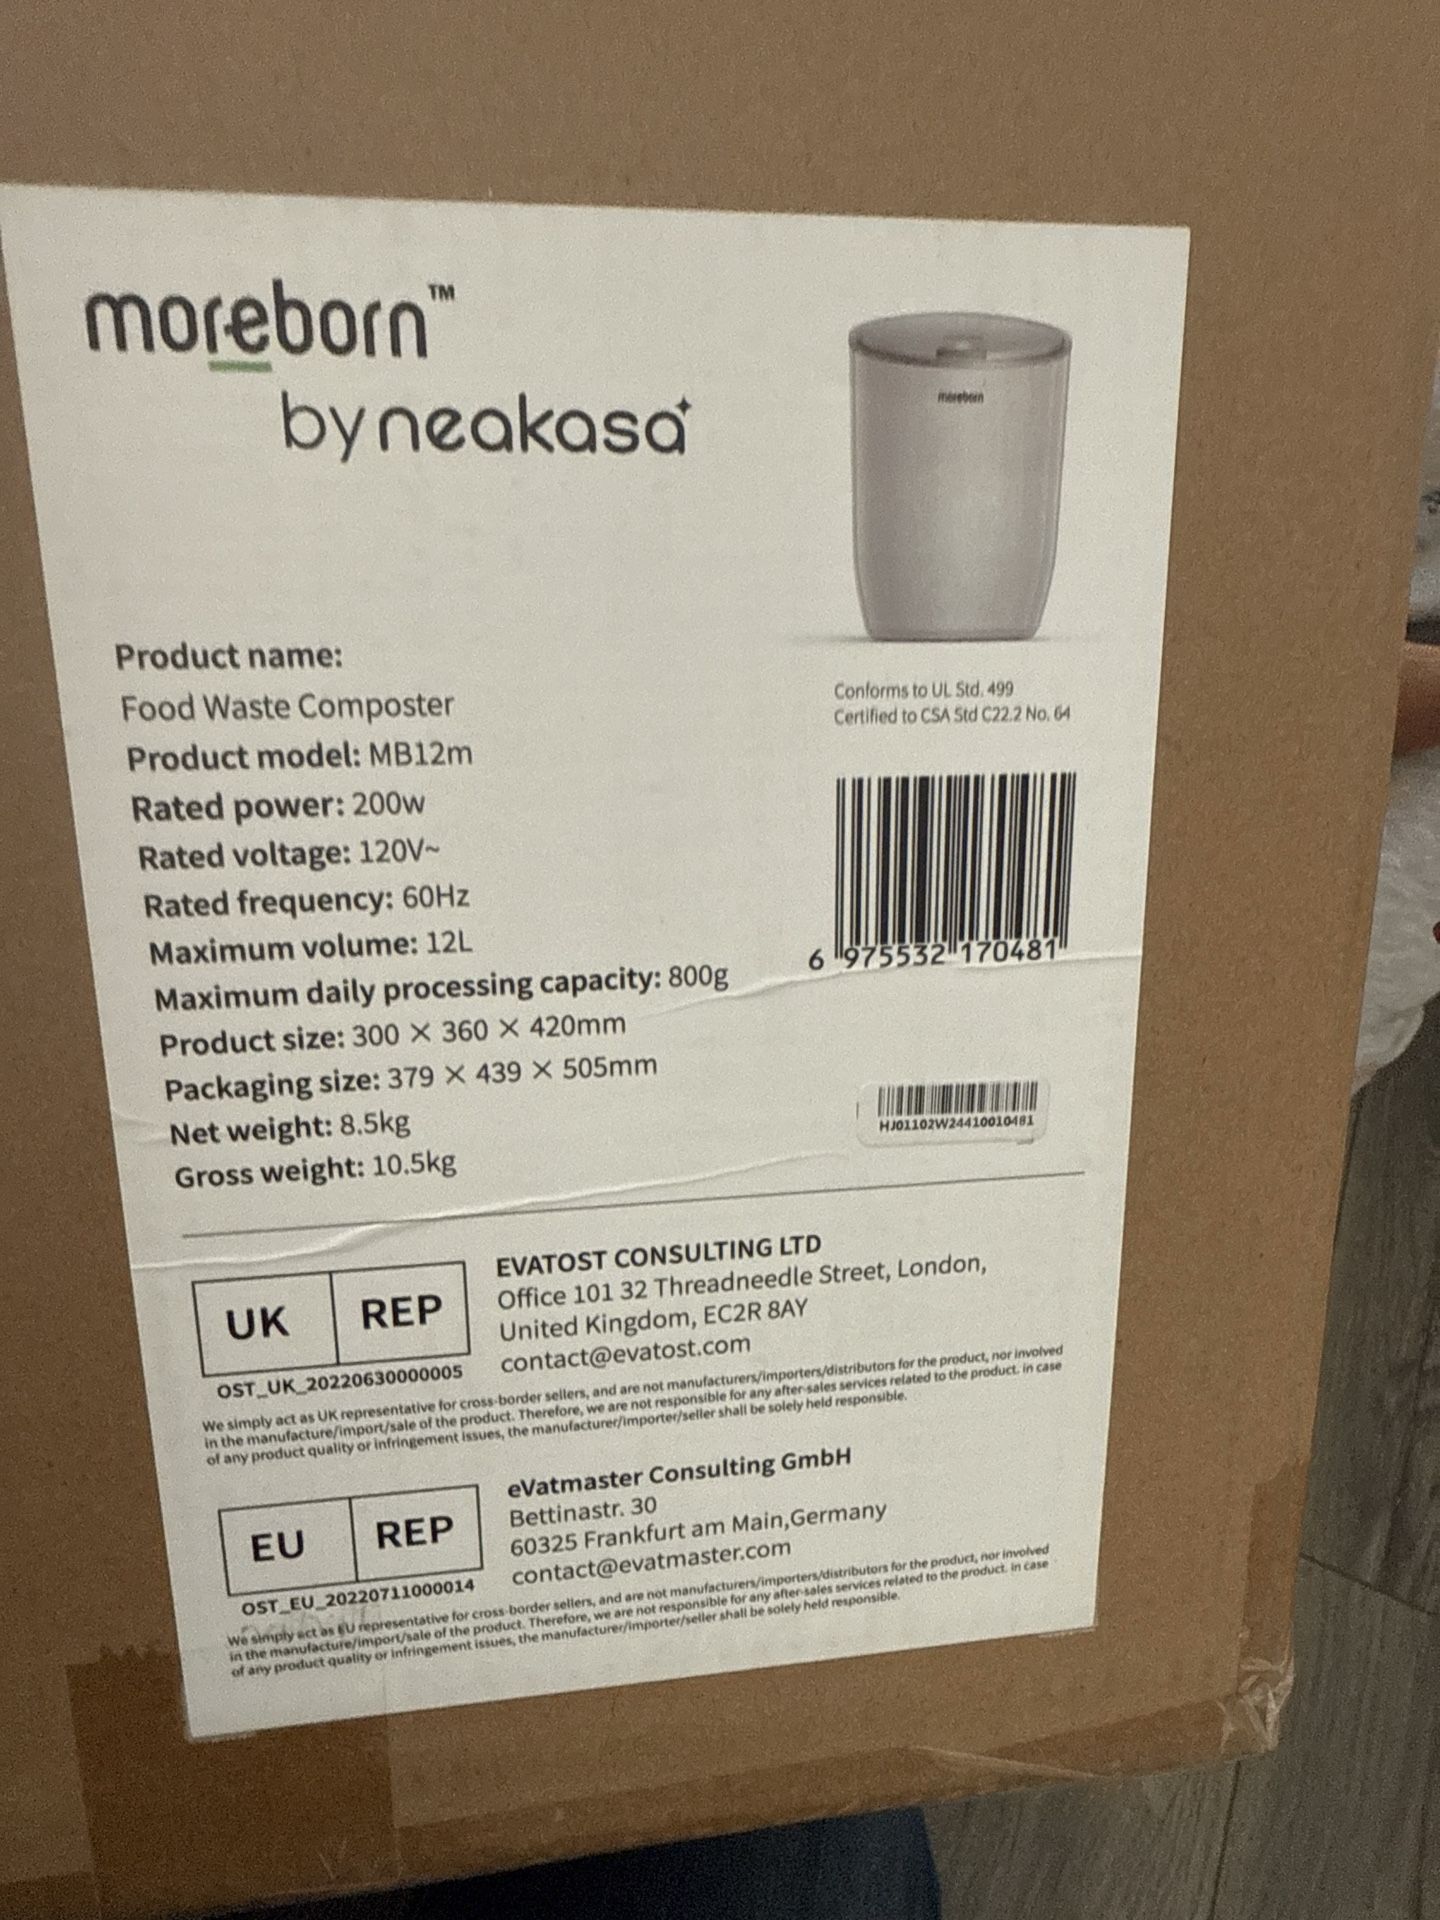 moreborn™
by neakasa
moreborn
Product name:
Food Waste Composter
Product model: MB12m
Rated power: 200w
Rated voltage: 120V~
Rated frequency: 60Hz
Maximum volume: 12L
Maximum daily processing capacity: 800g
Product size: 300 × 360 × 420mm
Packaging size: 379 × 439 × 505mm
Net weight: 8.5kg
Gross weight: 10.5kg
Conforms to UL Std. 499
Certified to CSA Std C22.2 No. 64
6 975532 170481
HJ01102W24410010481
UK REP
OST_UK_20220630000005
EVATOST CONSULTING LTD
Office 101 32 Threadneedle Street, London,
United Kingdom, EC2R 8AY
contact@evatost.com
We simply act as UK representative for cross-border sellers, and are not manufacturers/importers/distributors for the product, nor involved
in the manufacture/import/sale of the product. Therefore, we are not responsible for any after-sales services related to the product. in case
of any product quality or infringement issues, the manufacturer/importer/seller shall be solely held responsible.
EU REP
OST_EU_20220711000014
eVatmaster Consulting GmbH
Bettinastr. 30
60325 Frankfurt am Main,Germany
contact@evatmaster.com
We simply act as EU representative for cross-border sellers, and are not manufacturers/importers/distributors for the product, nor involved
in the manufacture/import/sale of the product. Therefore, we are not responsible for any after-sales services related to the product. in case
of any product quality or infringement issues, the manufacturer/importer/seller shall be solely held responsible.